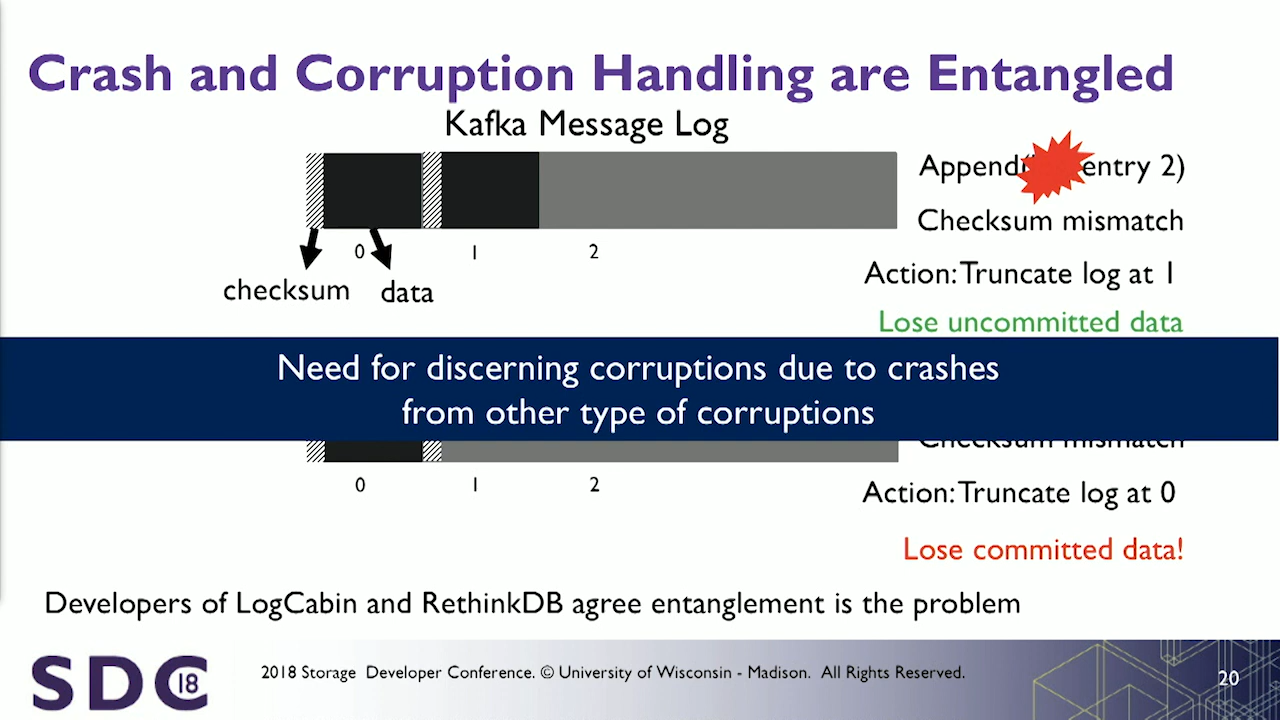 Crash and Corruption Handling are Entangled
Kafka Message Log
Append( entry 2)
Checksum mismatch
0
1
2
checksum
data
Action: Truncate log at 1
Lose uncommitted data
Need for discerning corruptions due to crashes
from other type of corruptions
Checksum mismatch
0
1
2
Action: Truncate log at 0
Lose committed data!
Developers of LogCabin and RethinkDB agree entanglement is the problem
SDC 18
2018 Storage Developer Conference. © University of Wisconsin - Madison. All Rights Reserved.
20